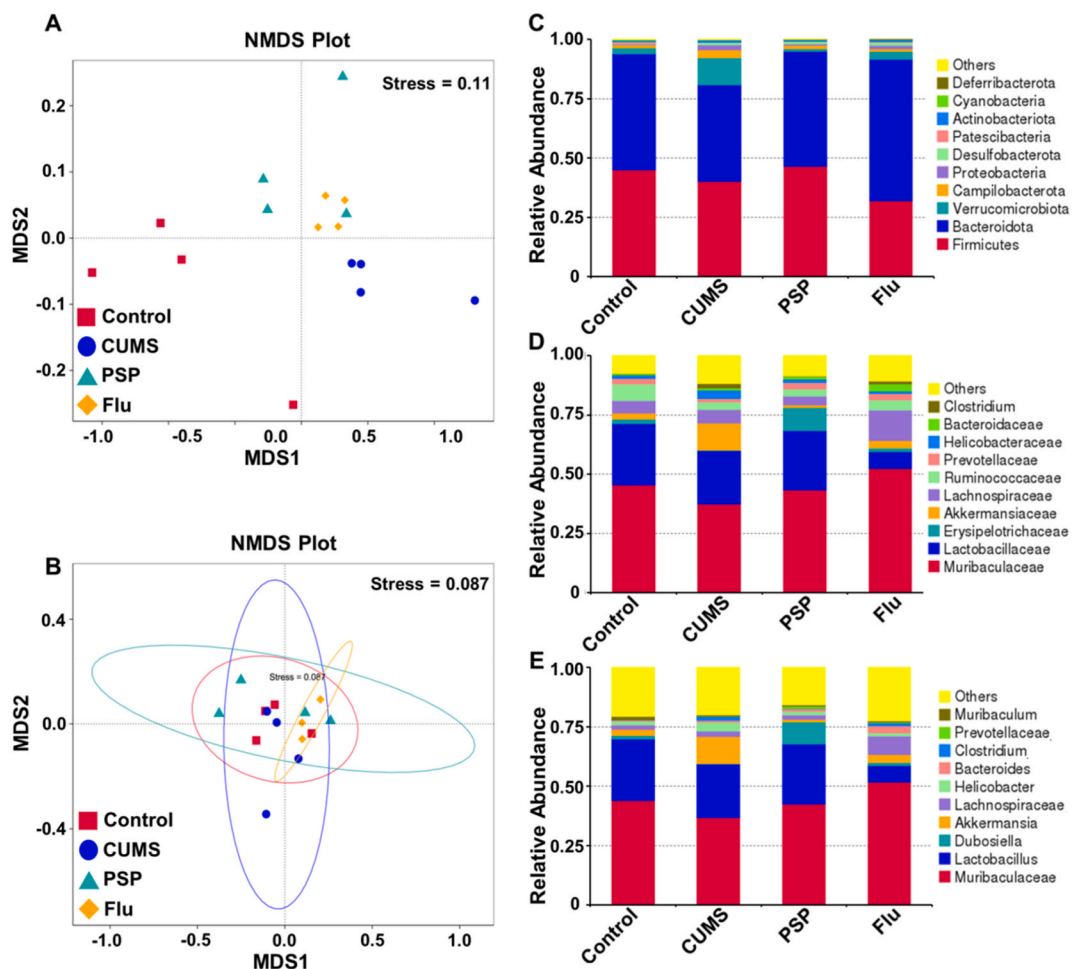 A
NMDS Plot
Stress = 0.11
0.2
0.1
0.0
-0.1
-0.2
MDS2
Control
CUMS
PSP
Flu
-1.0
-0.5
0.0
0.5
1.0
MDS1
B
NMDS Plot
Stress = 0.087
Stress = 0.087
0.4
0.0
-0.4
MDS2
Control
CUMS
PSP
Flu
-1.0
-0.5
0.0
0.5
1.0
MDS1
C
1.00
0.75
0.50
0.25
0
Relative Abundance
Control
CUMS
PSP
Flu
Others
Deferribacterota
Cyanobacteria
Actinobacteriota
Patescibacteria
Desulfobacterota
Proteobacteria
Campilobacterota
Verrucomicrobiota
Bacteroidota
Firmicutes
D
1.00
0.75
0.50
0.25
0
Relative Abundance
Control
CUMS
PSP
Flu
Others
Clostridium
Bacteroidaceae
Helicobacteraceae
Prevotellaceae
Ruminococcaceae
Lachnospiraceae
Akkermansiaceae
Erysipelotrichaceae
Lactobacillaceae
Muribaculaceae
E
1.00
0.75
0.50
0.25
0
Relative Abundance
Control
CUMS
PSP
Flu
Others
Muribaculum
Prevotellaceae
Clostridium
Bacteroides
Helicobacter
Lachnospiraceae
Akkermansia
Dubosiella
Lactobacillus
Muribaculaceae